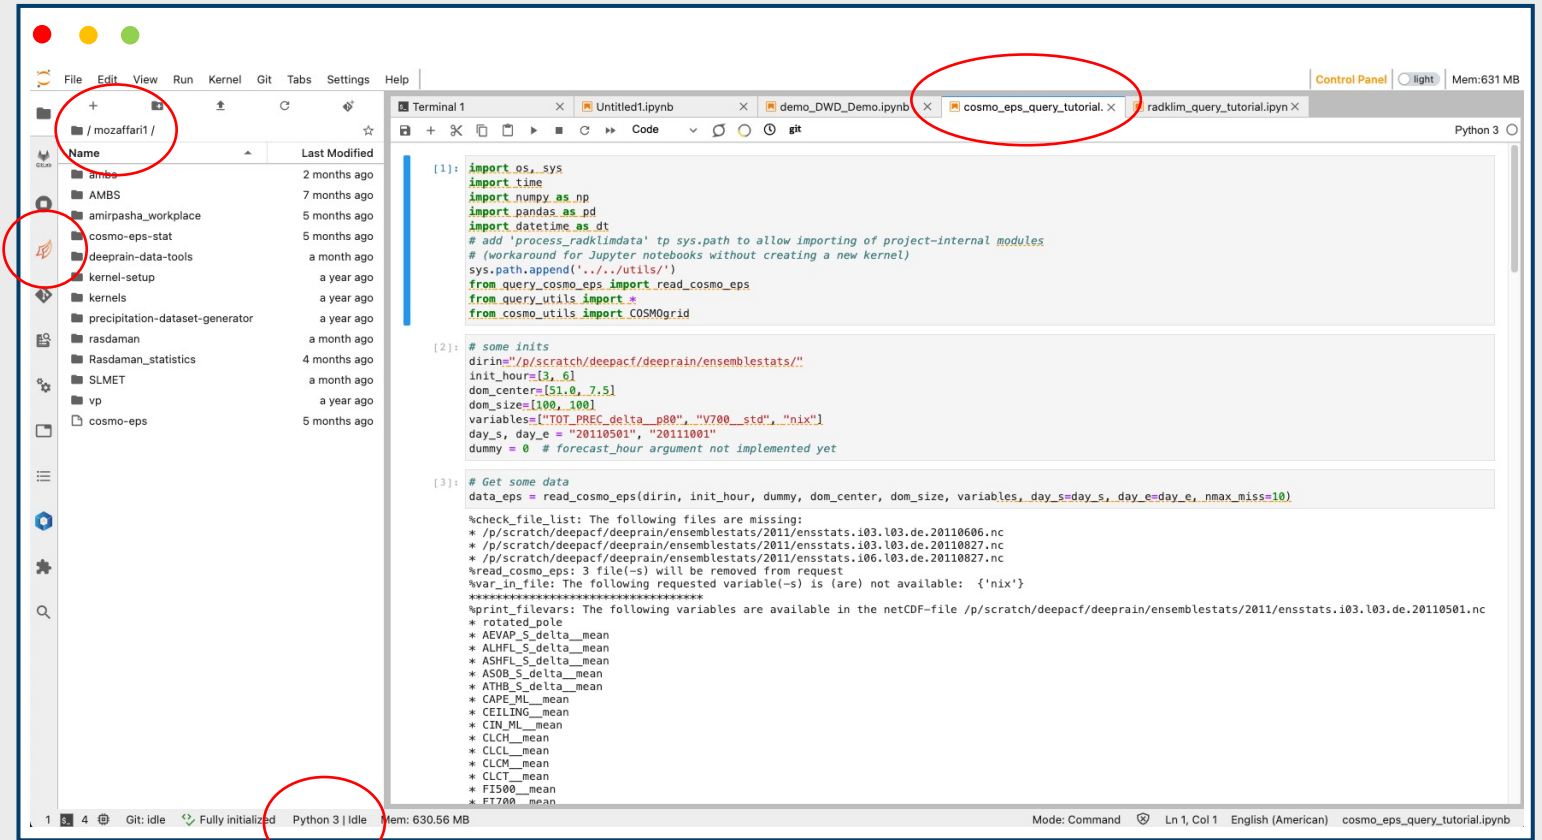 File Edit View Run Kernel Git Tabs Settings Help
Control Panel light Mem:631 MB
/ mozaffari1 /
Name Last Modified
ambs 2 months ago
AMBS 7 months ago
amirpasha_workplace 5 months ago
cosmo-eps-stat 5 months ago
deeprain-data-tools a month ago
kernel-setup a year ago
kernels a year ago
precipitation-dataset-generator a year ago
rasdaman a month ago
Rasdaman_statistics 4 months ago
SLMET a month ago
vp a year ago
cosmo-eps 5 months ago
GitLab
Terminal 1 Untitled1.ipynb demo_DWD_Demo.ipynb cosmo_eps_query_tutorial. radklim_query_tutorial.ipyn
Code git Python 3
[1]: import os, sys
import time
import numpy as np
import pandas as pd
import datetime as dt
# add 'process_radklimdata' tp sys.path to allow importing of project-internal modules
# (workaround for Jupyter notebooks without creating a new kernel)
sys.path.append('../../utils/')
from query_cosmo_eps import read_cosmo_eps
from query_utils import *
from cosmo_utils import COSMOgrid
[2]: # some inits
dirin="/p/scratch/deepacf/deeprain/ensemblestats/"
init_hour=[3, 6]
dom_center=[51.0, 7.5]
dom_size=[100, 100]
variables=["TOT_PREC_delta__p80", "V700__std", "nix"]
day_s, day_e = "20110501", "20111001"
dummy = 0 # forecast_hour argument not implemented yet
[3]: # Get some data
data_eps = read_cosmo_eps(dirin, init_hour, dummy, dom_center, dom_size, variables, day_s=day_s, day_e=day_e, nmax_miss=10)
%check_file_list: The following files are missing:
* /p/scratch/deepacf/deeprain/ensemblestats/2011/ensstats.i03.l03.de.20110606.nc
* /p/scratch/deepacf/deeprain/ensemblestats/2011/ensstats.i03.l03.de.20110827.nc
* /p/scratch/deepacf/deeprain/ensemblestats/2011/ensstats.i06.l03.de.20110827.nc
%read_cosmo_eps: 3 file(-s) will be removed from request
%var_in_file: The following requested variable(-s) is (are) not available: {'nix'}
***********************************
%print_filevars: The following variables are available in the netCDF-file /p/scratch/deepacf/deeprain/ensemblestats/2011/ensstats.i03.l03.de.20110501.nc
* rotated_pole
* AEVAP_S_delta__mean
* ALHFL_S_delta__mean
* ASHFL_S_delta__mean
* ASOB_S_delta__mean
* ATHB_S_delta__mean
* CAPE_ML__mean
* CEILING__mean
* CIN_ML__mean
* CLCH__mean
* CLCL__mean
* CLCM__mean
* CLCT__mean
* FI500__mean
* FI700__mean
1 4 Git: idle Fully initialized Python 3 | Idle Mem: 630.56 MB Mode: Command Ln 1, Col 1 English (American) cosmo_eps_query_tutorial.ipynb